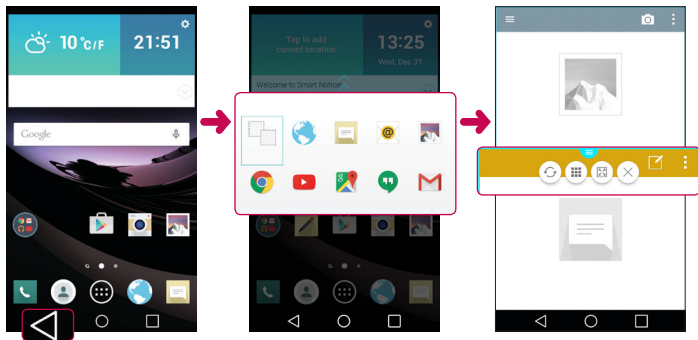 10°C/F
21:51
Google
Tap to add
current location
13:25
Wed, Dec 31
Welcome to Smart Notice!